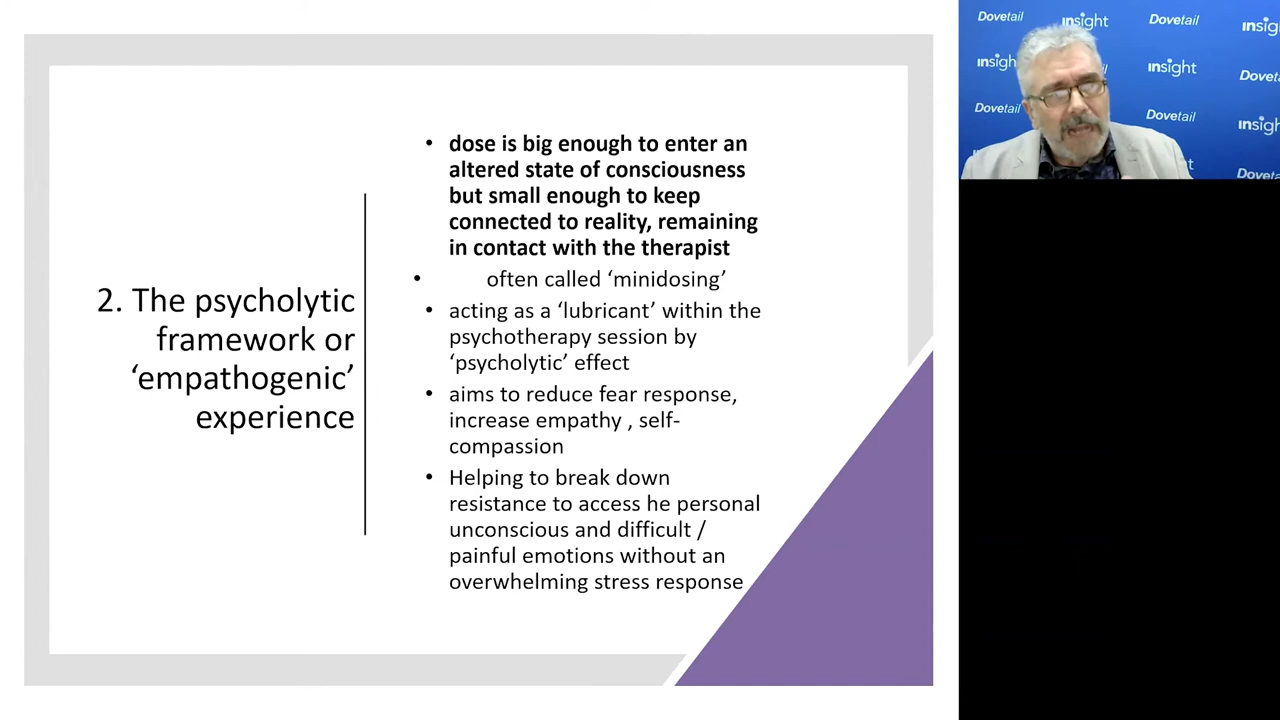 2. The psycholytic
framework or
‘empathogenic’
experience
• dose is big enough to enter an
altered state of consciousness
but small enough to keep
connected to reality, remaining
in contact with the therapist
• often called ‘minidosing’
• acting as a ‘lubricant’ within the
psychotherapy session by
‘psycholytic’ effect
• aims to reduce fear response,
increase empathy , self-
compassion
• Helping to break down
resistance to access he personal
unconscious and difficult /
painful emotions without an
overwhelming stress response
Dovetail insight Dovetail insig
insight insight Doveta
Dovetail Dovetail insigh
Doveta